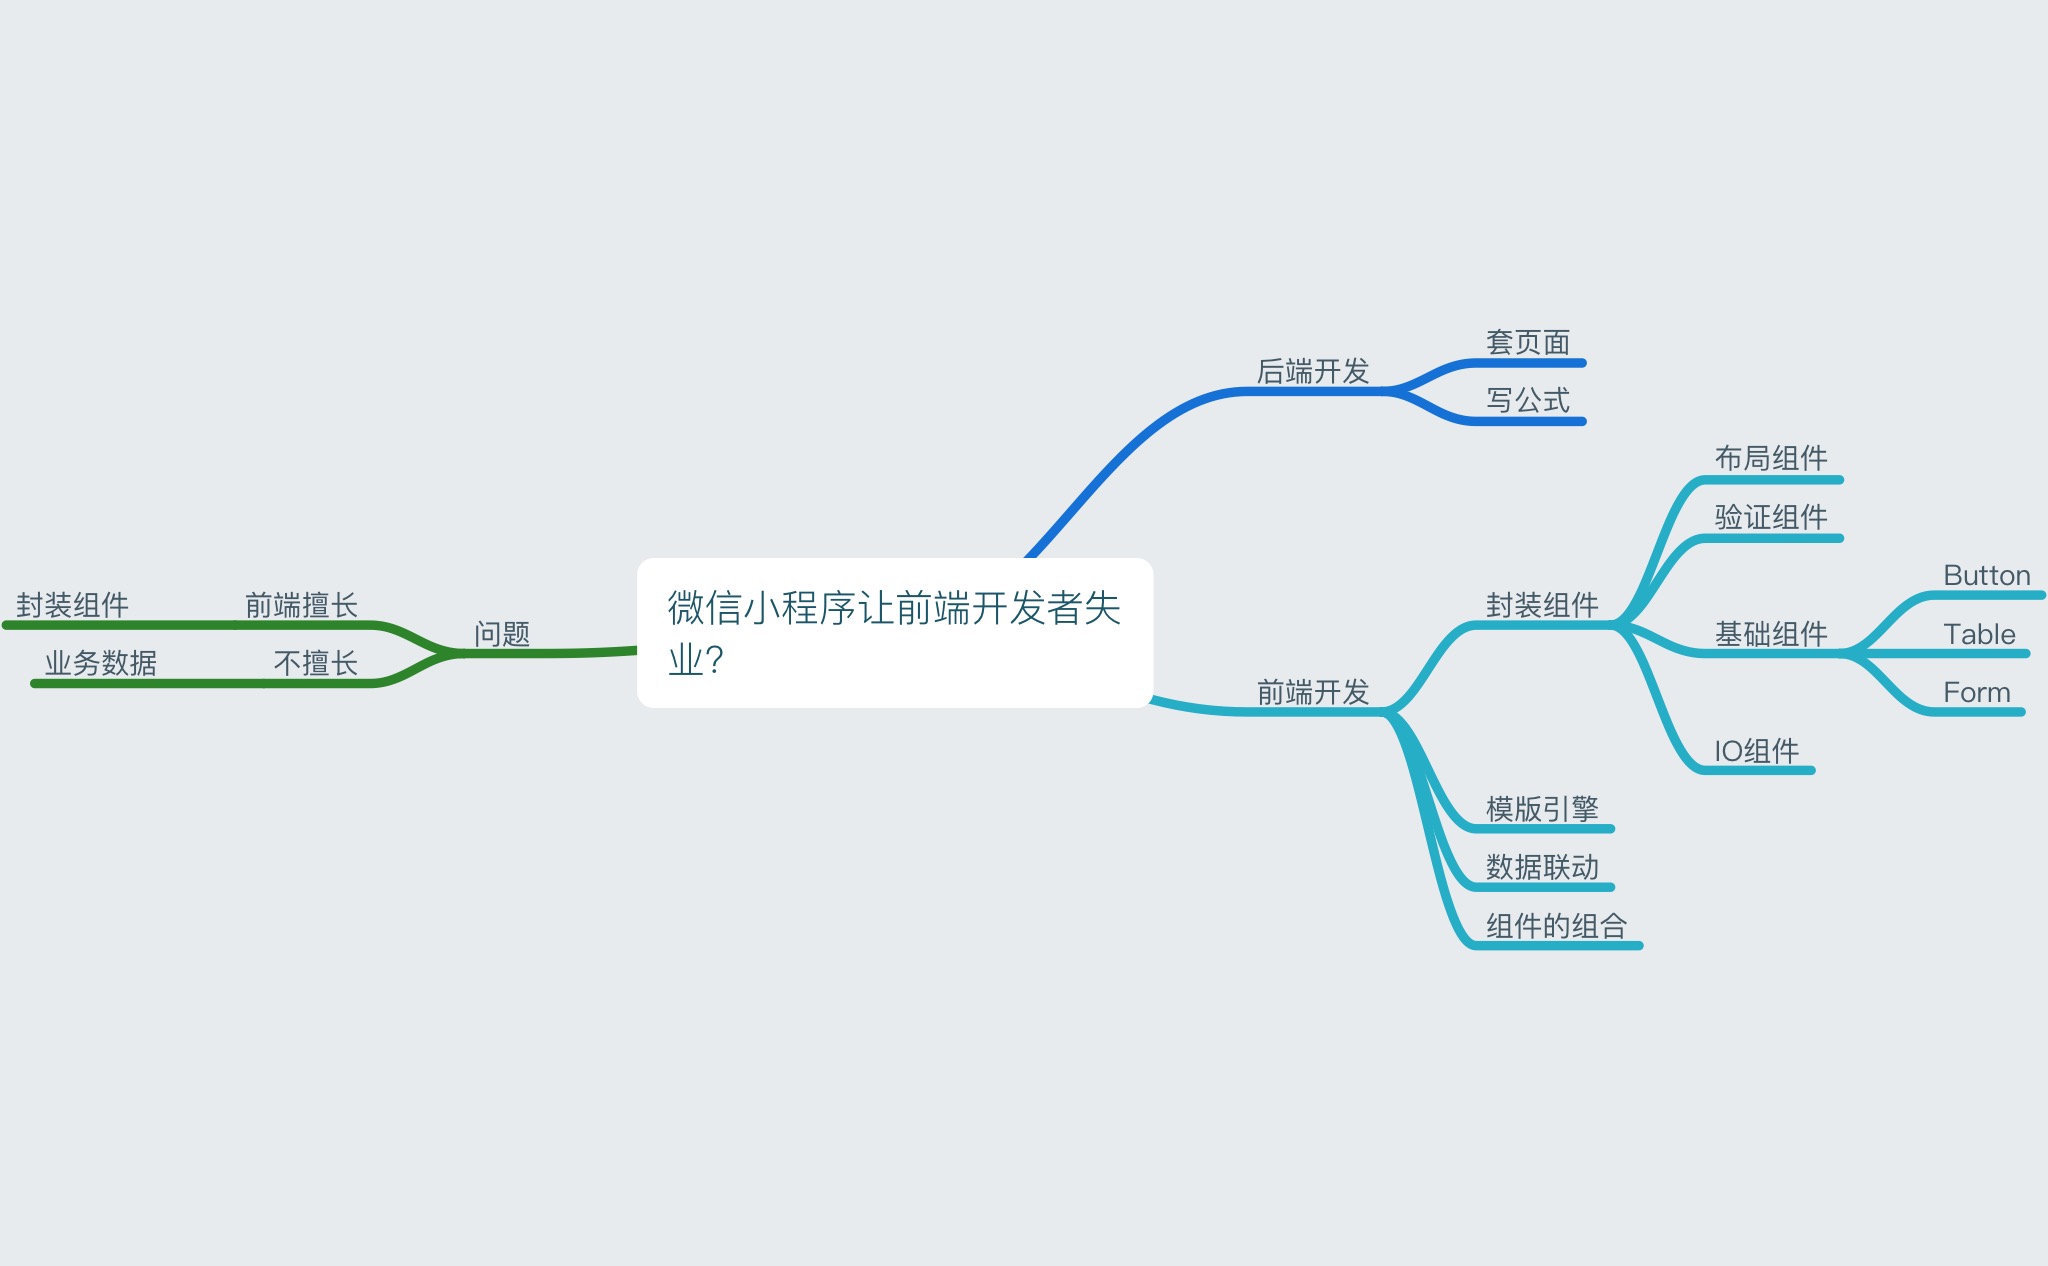 微信小程序让前端开发者失
业?
后端开发
套页面
写公式
前端开发
封装组件
布局组件
验证组件
基础组件
Button
Table
Form
IO组件
模版引擎
数据联动
组件的组合
问题
前端擅长
封装组件
不擅长
业务数据